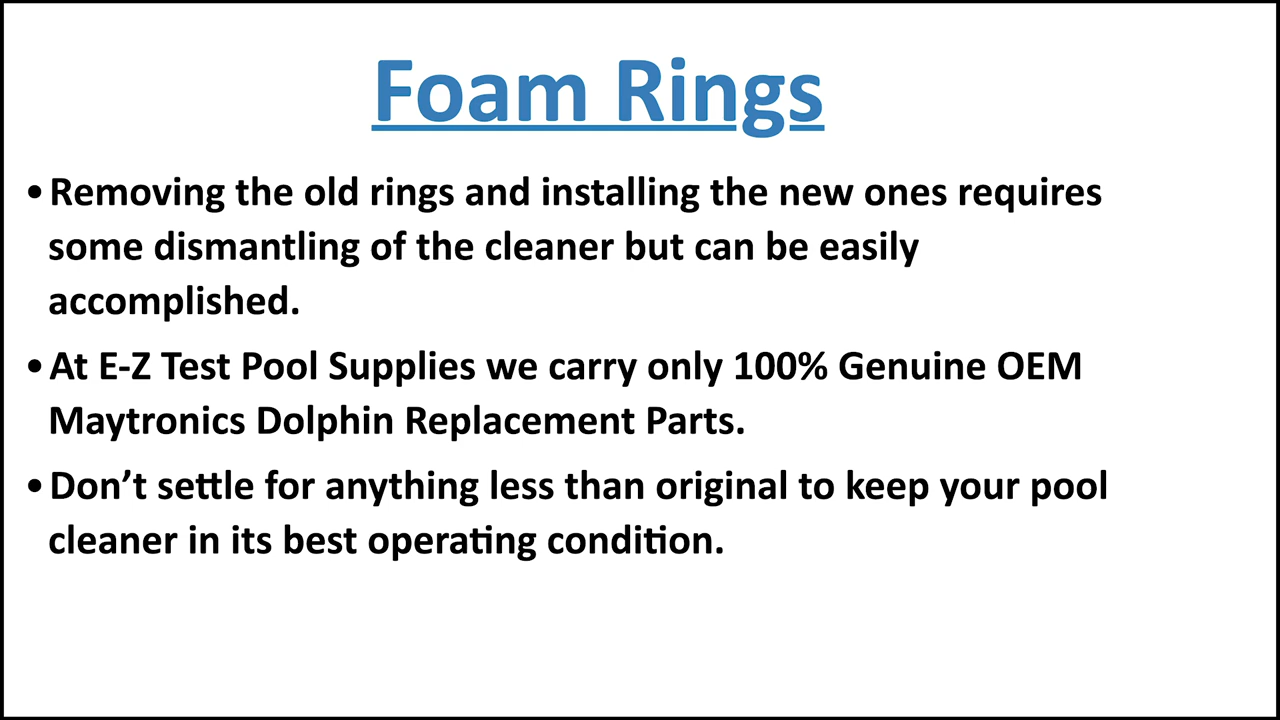 Foam Rings
•Removing the old rings and installing the new ones requires
some dismantling of the cleaner but can be easily
accomplished.
•At E-Z Test Pool Supplies we carry only 100% Genuine OEM
Maytronics Dolphin Replacement Parts.
•Don’t settle for anything less than original to keep your pool
cleaner in its best operating condition.